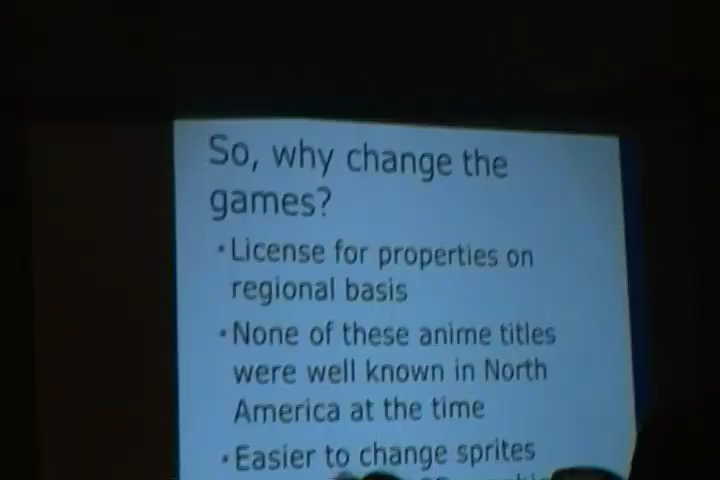 So, why change the
games?
•License for properties on
regional basis
•None of these anime titles
were well known in North
America at the time
•Easier to change sprites